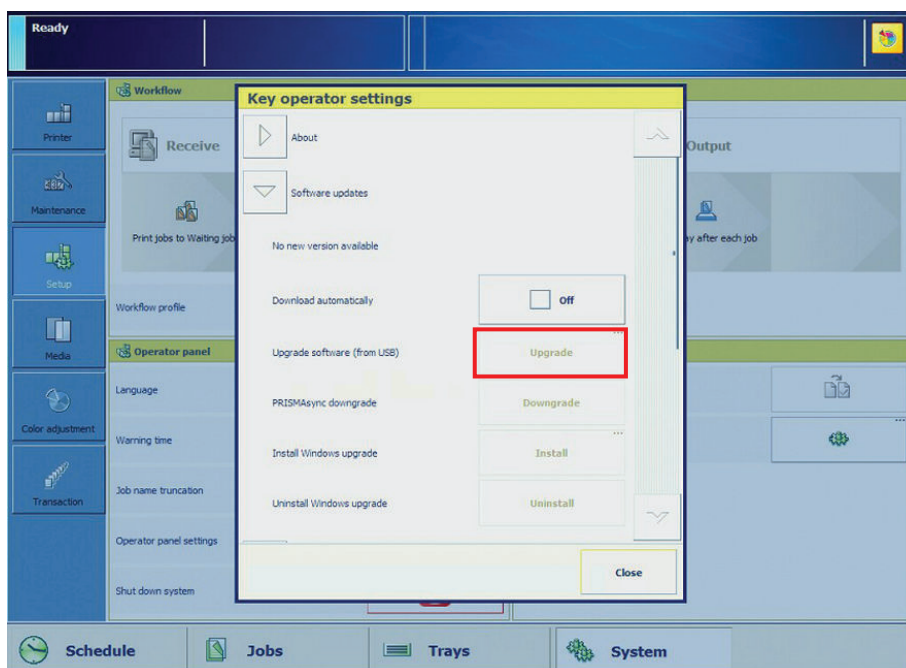 Ready
Workflow
Key operator settings
Printer
Receive
About
Output
Maintenance
Software updates
Print jobs to Waiting job
ay after each job
No new version available
Setup
Workflow profile
Download automatically
Off
Media
Operator panel
Upgrade software (from USB)
Upgrade
Language
PRISMAsync downgrade
Downgrade
Color adjustment
Warning time
Install Windows upgrade
Install
Transaction
Job name truncation
Uninstall Windows upgrade
Uninstall
Operator panel settings
Close
Shut down system
Schedule
Jobs
Trays
System